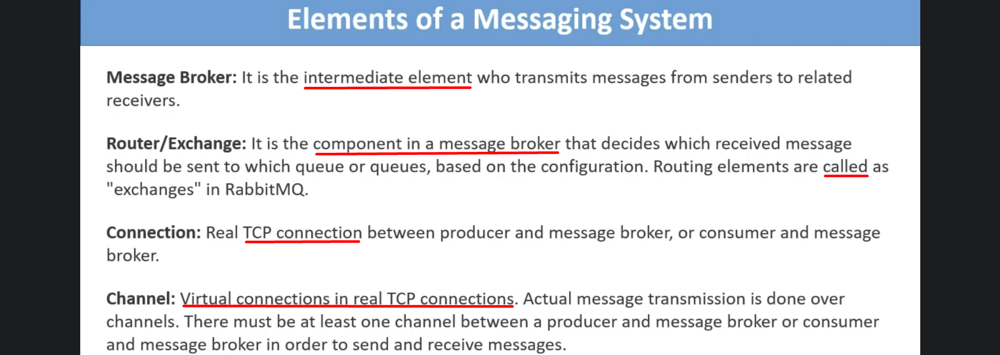 Elements of a Messaging System
Message Broker: It is the intermediate element who transmits messages from senders to related
receivers.
Router/Exchange: It is the component in a message broker that decides which received message
should be sent to which queue or queues, based on the configuration. Routing elements are called as
"exchanges" in RabbitMQ.
Connection: Real TCP connection between producer and message broker, or consumer and message
broker.
Channel: Virtual connections in real TCP connections. Actual message transmission is done over
channels. There must be at least one channel between a producer and message broker or consumer
and message broker in order to send and receive messages.